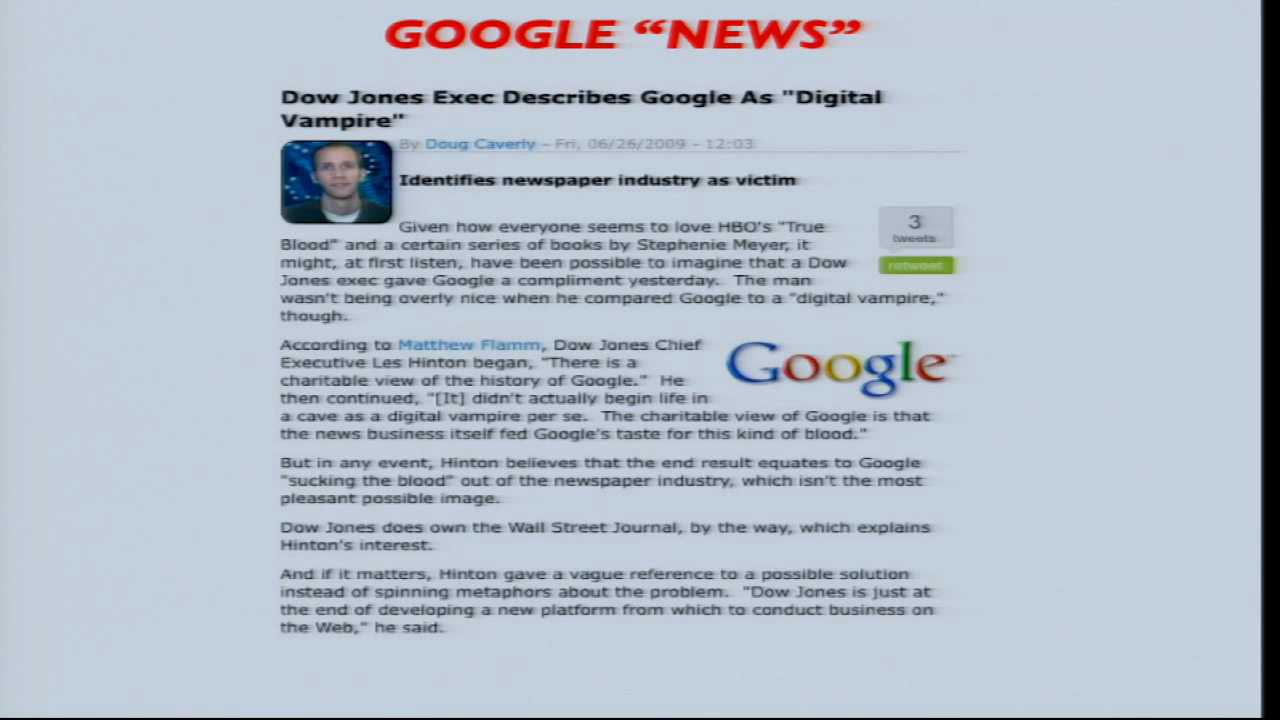 GOOGLE “NEWS”
Dow Jones Exec Describes Google As "Digital
Vampire"
By Doug Caverly - Fri, 06/26/2009 - 12:03
Identifies newspaper industry as victim
3
tweets
retweet
Given how everyone seems to love HBO's "True
Blood" and a certain series of books by Stephenie Meyer, it
might, at first listen, have been possible to imagine that a Dow
Jones exec gave Google a compliment yesterday.  The man
wasn't being overly nice when he compared Google to a "digital vampire,"
though.
According to Matthew Flamm, Dow Jones Chief
Executive Les Hinton began, "There is a
charitable view of the history of Google."  He
then continued, "[It] didn't actually begin life in
a cave as a digital vampire per se.  The charitable view of Google is that
the news business itself fed Google's taste for this kind of blood."
Google
But in any event, Hinton believes that the end result equates to Google
"sucking the blood" out of the newspaper industry, which isn't the most
pleasant possible image.
Dow Jones does own the Wall Street Journal, by the way, which explains
Hinton's interest.
And if it matters, Hinton gave a vague reference to a possible solution
instead of spinning metaphors about the problem.  "Dow Jones is just at
the end of developing a new platform from which to conduct business on
the Web," he said.